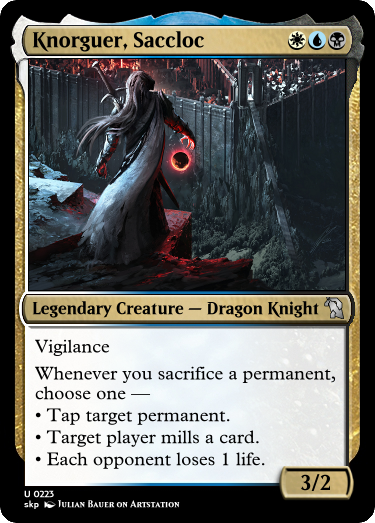 Knorguer, Saccloc
Legendary Creature — Dragon Knight
Vigilance
Whenever you sacrifice a permanent,
choose one —
• Tap target permanent.
• Target player mills a card.
• Each opponent loses 1 life.
3/2
U 0223
skp Julian Bauer on Artstation